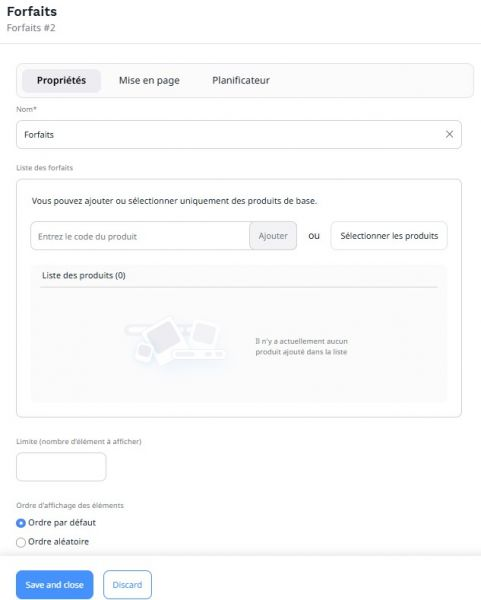 Forfaits
Forfaits #2
Propriétés Mise en page Planificateur
Nom*
Forfaits
Liste des forfaits
Vous pouvez ajouter ou sélectionner uniquement des produits de base.
Entrez le code du produit Ajouter ou Sélectionner les produits
Liste des produits (0)
Il n'y a actuellement aucun
produit ajouté dans la liste
Limite (nombre d'élément à afficher)
Ordre d'affichage des éléments
Ordre par défaut
Ordre aléatoire
Save and close Discard